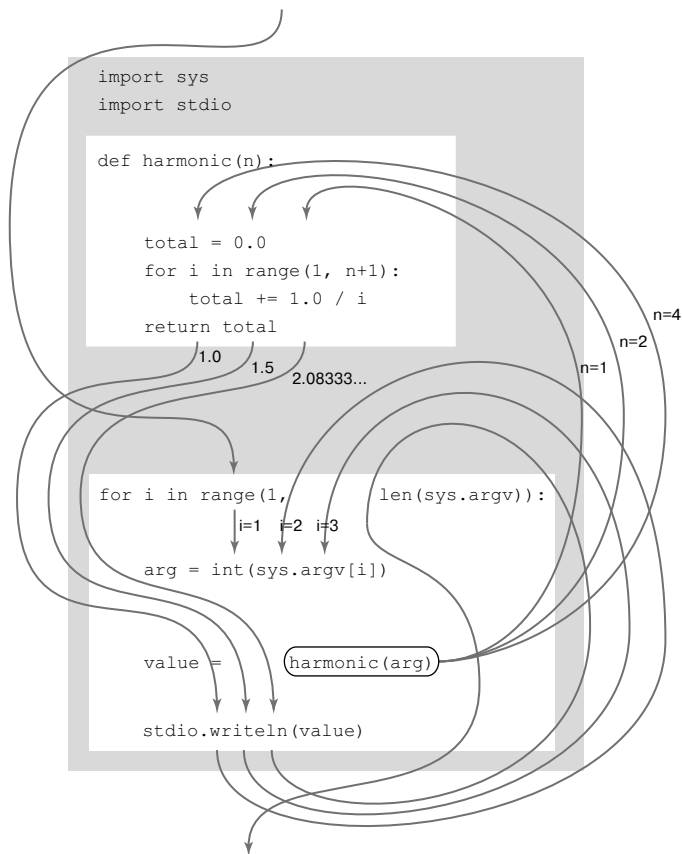 import sys
import stdio
def harmonic(n):
total = 0.0
for i in range(1, n+1):
total += 1.0 / i
return total
n=4
n=2
n=1
1.0
1.5
2.08333...
for i in range(1, len(sys.argv)):
i=1 i=2 i=3
arg = int(sys.argv[i])
value = harmonic(arg)
stdio.writeln(value)